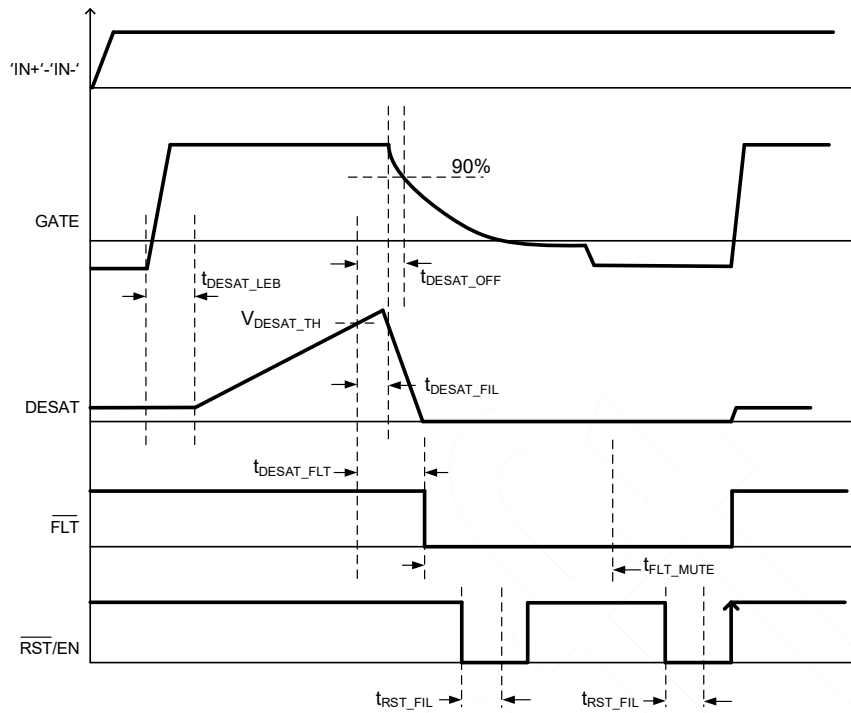 ‘IN+‘-‘IN-‘
90%
GATE
tDESAT_LEB
tDESAT_OFF
VDESAT_TH
tDESAT_FIL
DESAT
tDESAT_FLT
FLT
tFLT_MUTE
RST/EN
tRST_FIL
tRST_FIL